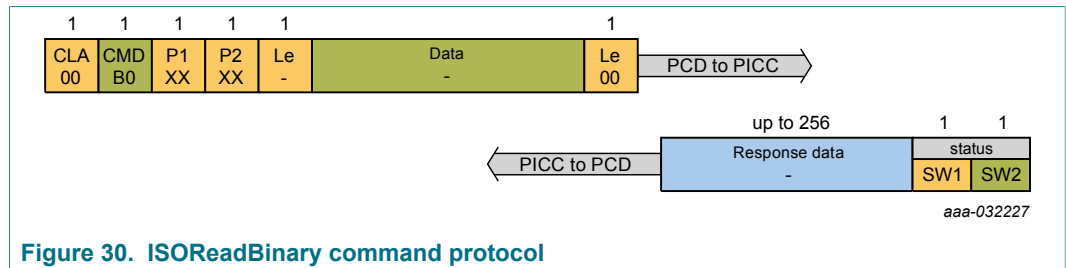 1 1 1 1 1 1
CLA CMD P1 P2 Le Data Le
00 B0 XX XX - - 00
PCD to PICC
up to 256 1 1
PICC to PCD
Response data status
- SW1 SW2
aaa-032227
Figure 30. ISOReadBinary command protocol